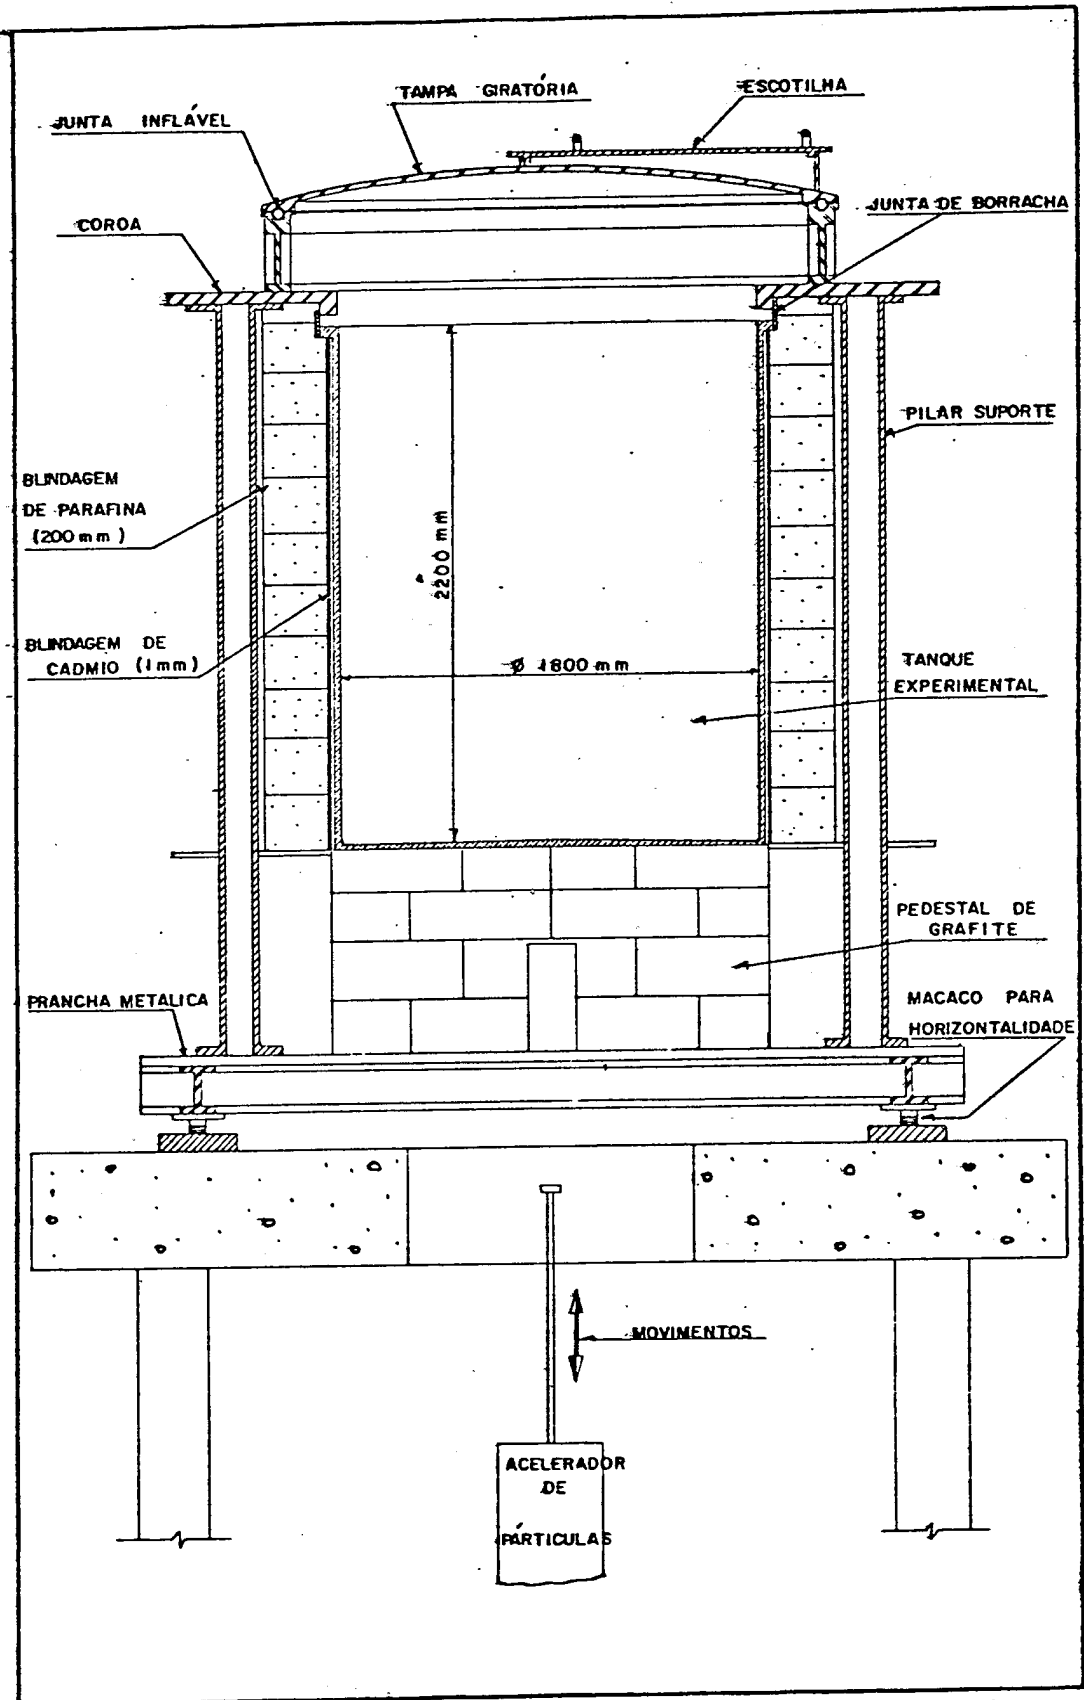 TAMPA GIRATÓRIA
ESCOTILHA
JUNTA INFLÁVEL
JUNTA DE BORRACHA
COROA
PILAR SUPORTE
BLINDAGEM
DE PARAFINA
(200 mm)
2200 mm
BLINDAGEM DE
CADMIO (1mm)
Ø 1800 mm
TANQUE
EXPERIMENTAL
PEDESTAL DE
GRAFITE
PRANCHA METALICA
MACACO PARA
HORIZONTALIDADE
MOVIMENTOS
ACELERADOR
DE
PÁRTICULAS